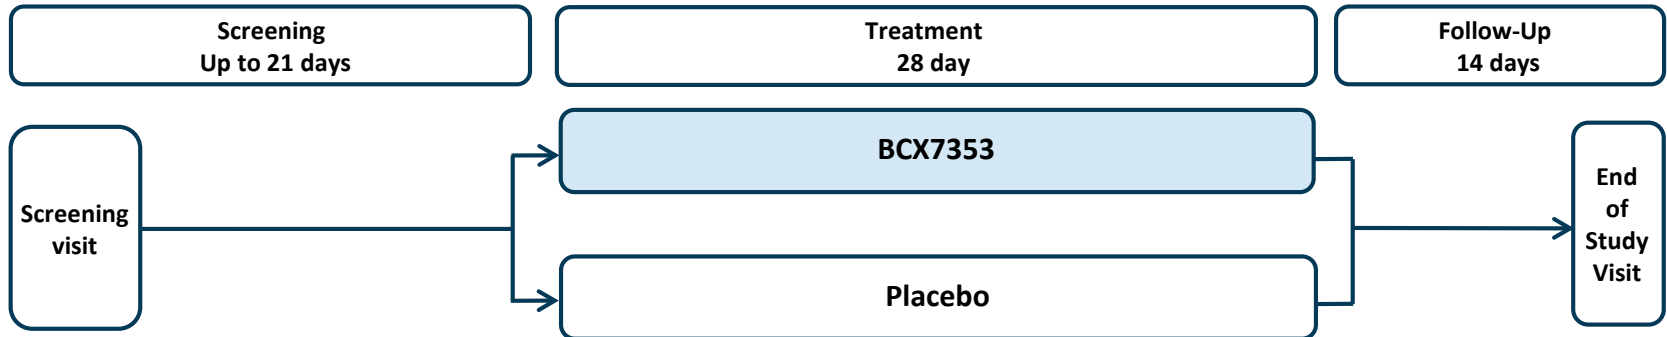 Screening
Up to 21 days
Treatment
28 day
Follow-Up
14 days
Screening
visit
BCX7353
Placebo
End
of
Study
Visit